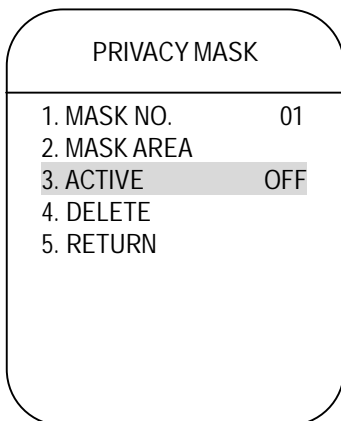 PRIVACY MASK
1. MASK NO. 01
2. MASK AREA
3. ACTIVE OFF
4. DELETE
5. RETURN